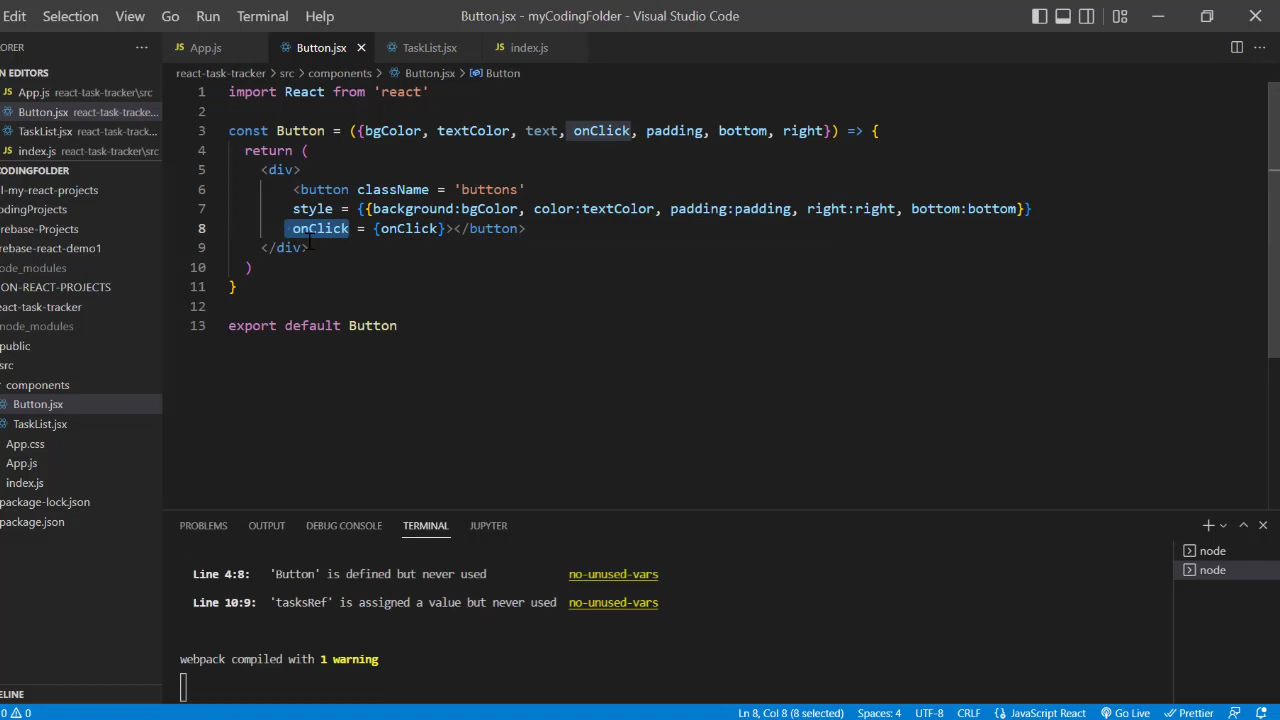 Edit Selection View Go Run Terminal Help Button.jsx - myCodingFolder - Visual Studio Code
ORER ···
JS App.js Button.jsx × TaskList.jsx JS index.js ···
N EDITORS
JS App.js react-task-tracker\src
Button.jsx react-task-tracke...
TaskList.jsx react-task-tracke...
JS index.js react-task-tracker\src
CODINGFOLDER
l-my-react-projects
odingProjects
rebase-Projects
rebase-react-demo1
ode_modules
ON-REACT-PROJECTS
eact-task-tracker
node_modules
public
src
components
Button.jsx
TaskList.jsx
App.css
App.js
index.js
package-lock.json
package.json
ELINE
react-task-tracker > src > components > Button.jsx > Button
1 import React from 'react'
2
3 const Button = ({bgColor, textColor, text, onClick, padding, bottom, right}) => {
4 return (
5 <div>
6 <button className = 'buttons'
7 style = {{background:bgColor, color:textColor, padding:padding, right:right, bottom:bottom}}
8 onClick = {onClick}></button>
9 </div>
10 )
11 }
12
13 export default Button
PROBLEMS OUTPUT DEBUG CONSOLE TERMINAL JUPYTER
Line 4:8: 'Button' is defined but never used no-unused-vars
Line 10:9: 'tasksRef' is assigned a value but never used no-unused-vars
webpack compiled with 1 warning
node
node
0 0 Ln 8, Col 8 (8 selected) Spaces: 4 UTF-8 CRLF {} JavaScript React Go Live Prettier